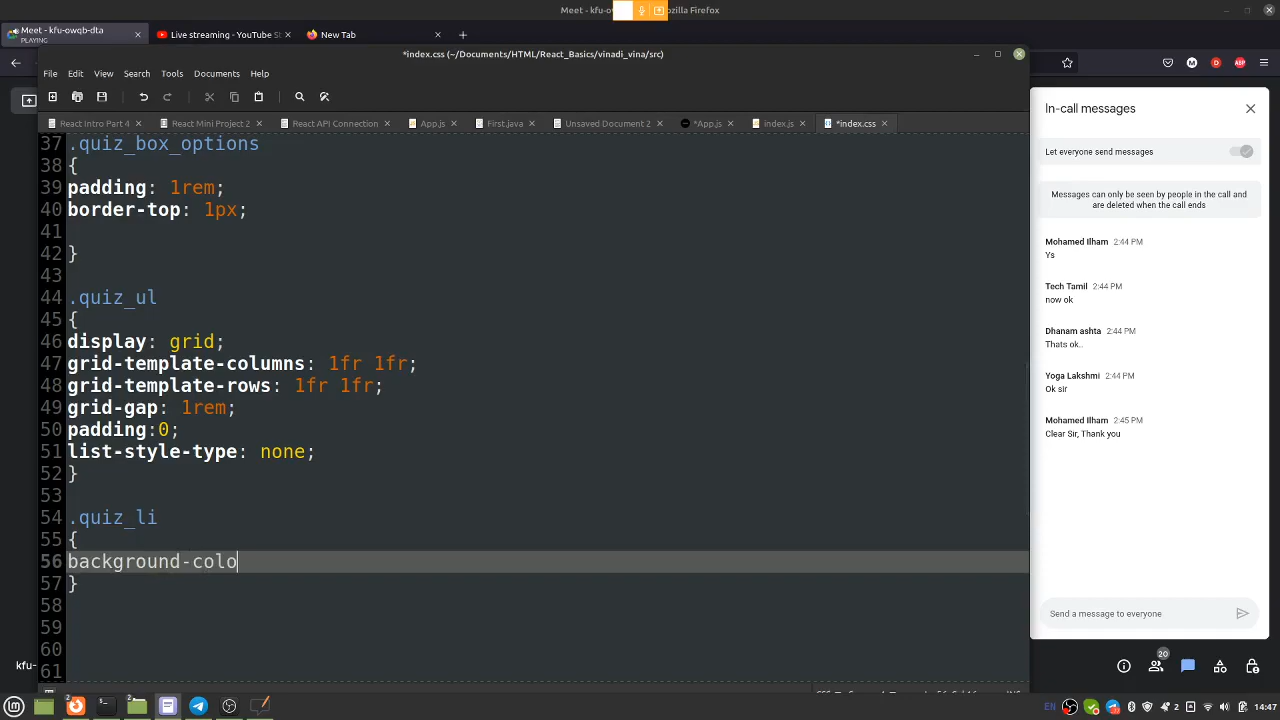 Meet - kfu-owq
ozilla Firefox
Meet - kfu-owqb-dta
PLAYING
Live streaming - YouTube St
New Tab
*index.css (~/Documents/HTML/React_Basics/vinadi_vina/src)
File Edit View Search Tools Documents Help
React Intro Part 4
React Mini Project 2
React API Connection
App.js
First.java
Unsaved Document 2
*App.js
index.js
*index.css
37 .quiz_box_options
38 {
39 padding: 1rem;
40 border-top: 1px;
41
42 }
43
44 .quiz_ul
45 {
46 display: grid;
47 grid-template-columns: 1fr 1fr;
48 grid-template-rows: 1fr 1fr;
49 grid-gap: 1rem;
50 padding:0;
51 list-style-type: none;
52 }
53
54 .quiz_li
55 {
56 background-colo
57 }
58
59
60
61
In-call messages
Let everyone send messages
Messages can only be seen by people in the call and
are deleted when the call ends
Mohamed Ilham 2:44 PM
Ys
Tech Tamil 2:44 PM
now ok
Dhanam ashta 2:44 PM
Thats ok..
Yoga Lakshmi 2:44 PM
Ok sir
Mohamed Ilham 2:45 PM
Clear Sir, Thank you
Send a message to everyone
20
kfu-
EN
2
14:47